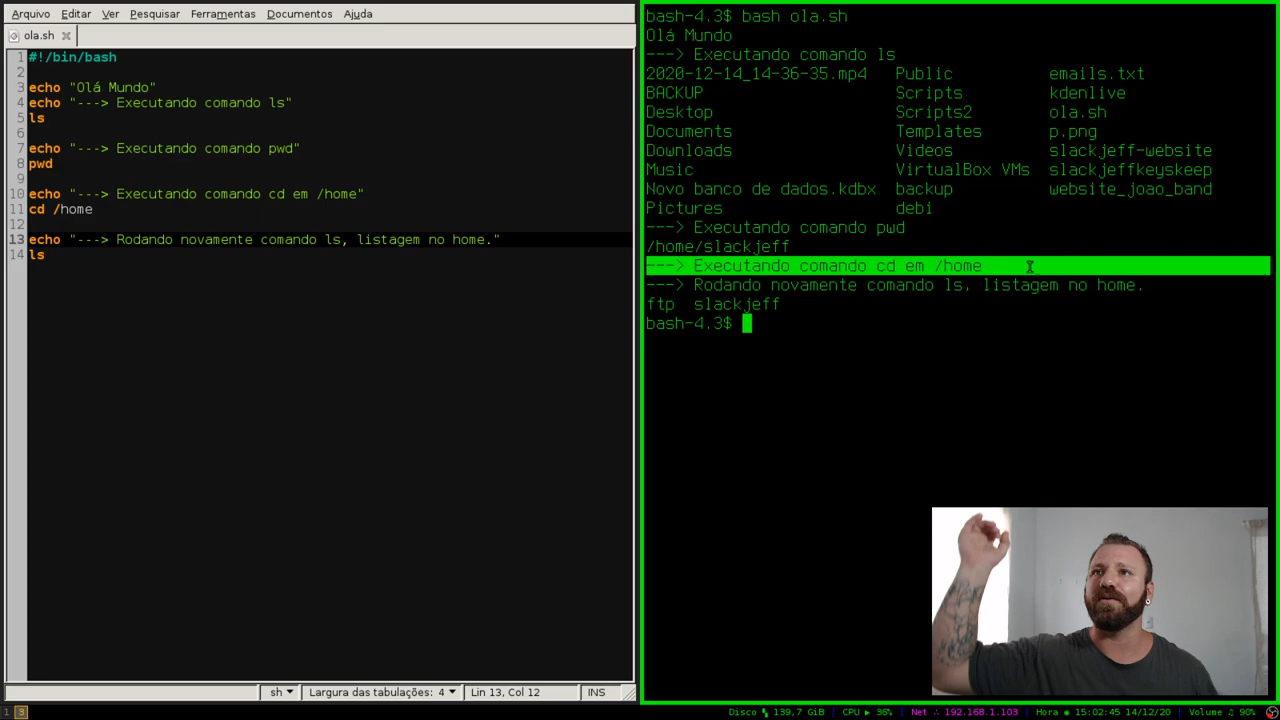 Arquivo Editar Ver Pesquisar Ferramentas Documentos Ajuda
ola.sh
1 #!/bin/bash
2
3 echo "Olá Mundo"
4 echo "---> Executando comando ls"
5 ls
6
7 echo "---> Executando comando pwd"
8 pwd
9
10 echo "---> Executando comando cd em /home"
11 cd /home
12
13 echo "---> Rodando novamente comando ls, listagem no home."
14 ls
sh Largura das tabulações: 4 Lin 13, Col 12 INS
bash-4.3$ bash ola.sh
Olá Mundo
---> Executando comando ls
2020-12-14_14-36-35.mp4 Public emails.txt
BACKUP Scripts kdenlive
Desktop Scripts2 ola.sh
Documents Templates p.png
Downloads Videos slackjeff-website
Music VirtualBox VMs slackjeffkeyskeep
Novo banco de dados.kdbx backup website_joao_band
Pictures debi
---> Executando comando pwd
/home/slackjeff
---> Executando comando cd em /home
---> Rodando novamente comando ls, listagem no home.
ftp slackjeff
bash-4.3$
1 3 Disco 139,7 GiB | CPU 36% | Net 192.168.1.103 | Hora 15:02:45 14/12/20 | Volume ♫ 90%